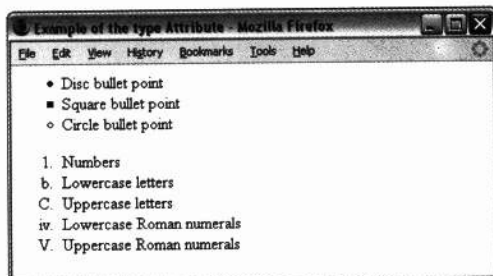 Example of the type Attribute - Mozilla Firefox
File Edit View History Bookmarks Tools Help
• Disc bullet point
■ Square bullet point
○ Circle bullet point
1. Numbers
b. Lowercase letters
C. Uppercase letters
iv. Lowercase Roman numerals
V. Uppercase Roman numerals